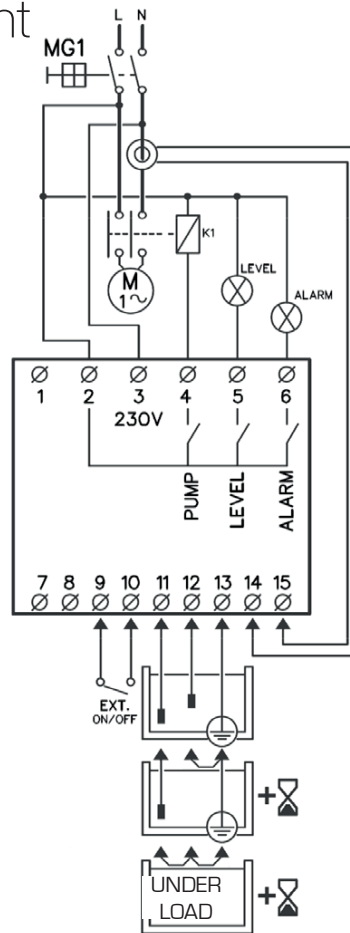 nt
L N
MG1
K1
LEVEL
ALARM
M
1~
1 2 3 4 5 6
230V
PUMP
LEVEL
ALARM
7 8 9 10 11 12 13 14 15
EXT.
ON/OFF
+
+
UNDER
LOAD